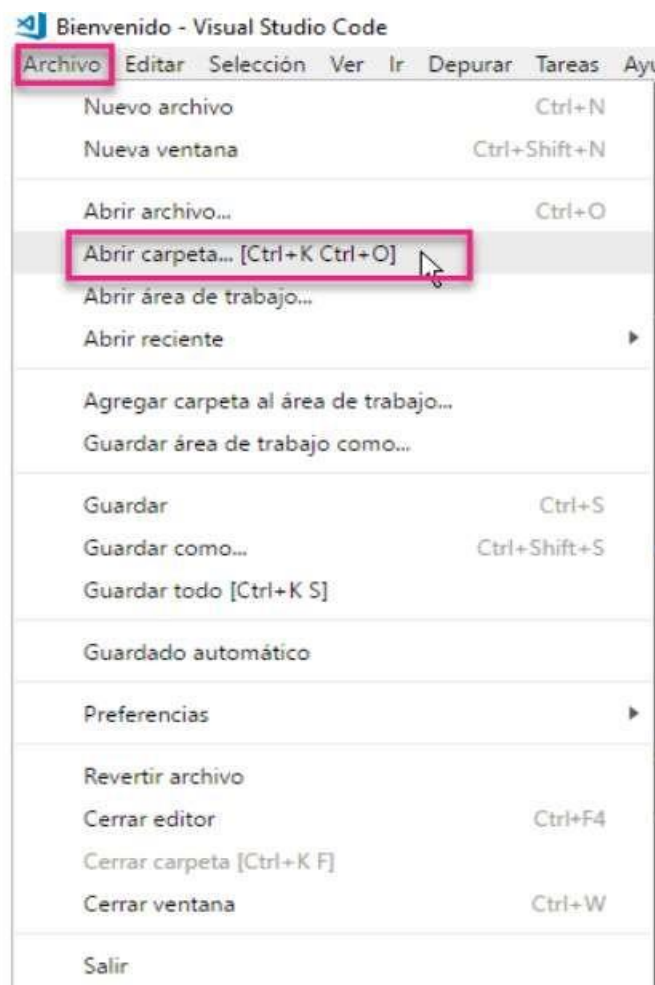 Bienvenido - Visual Studio Code
Archivo Editar Selección Ver Ir Depurar Tareas Ayu
Nuevo archivo Ctrl+N
Nueva ventana Ctrl+Shift+N
Abrir archivo... Ctrl+O
Abrir carpeta... [Ctrl+K Ctrl+O]
Abrir área de trabajo...
Abrir reciente
Agregar carpeta al área de trabajo...
Guardar área de trabajo como...
Guardar Ctrl+S
Guardar como... Ctrl+Shift+S
Guardar todo [Ctrl+K S]
Guardado automático
Preferencias
Revertir archivo
Cerrar editor Ctrl+F4
Cerrar carpeta [Ctrl+K F]
Cerrar ventana Ctrl+W
Salir